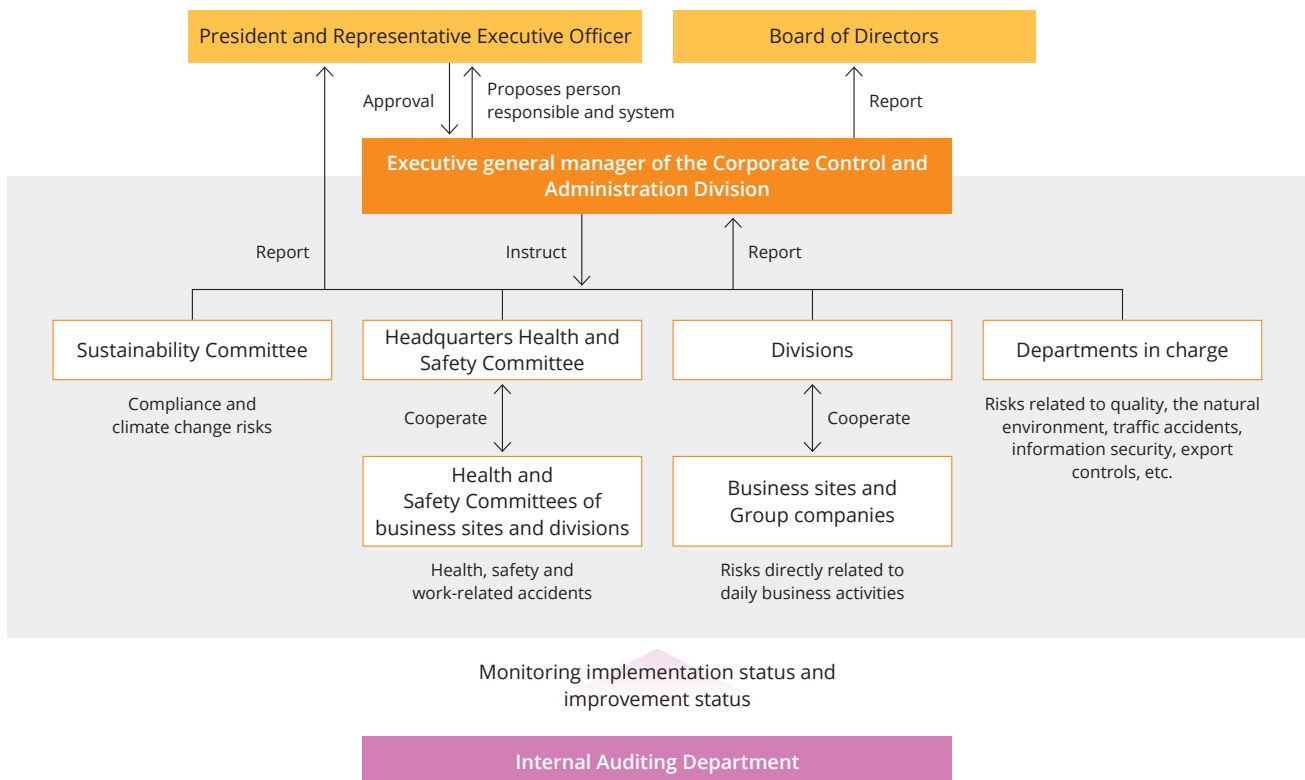 President and Representative Executive Officer
Board of Directors
Approval
Proposes person
responsible and system
Report
Executive general manager of the Corporate Control and
Administration Division
Report
Instruct
Report
Sustainability Committee
Headquarters Health and
Safety Committee
Divisions
Departments in charge
Compliance and
climate change risks
Cooperate
Cooperate
Risks related to quality, the natural
environment, traffic accidents,
information security, export
controls, etc.
Health and
Safety Committees of
business sites and divisions
Business sites and
Group companies
Health, safety and
work-related accidents
Risks directly related to
daily business activities
Monitoring implementation status and
improvement status
Internal Auditing Department